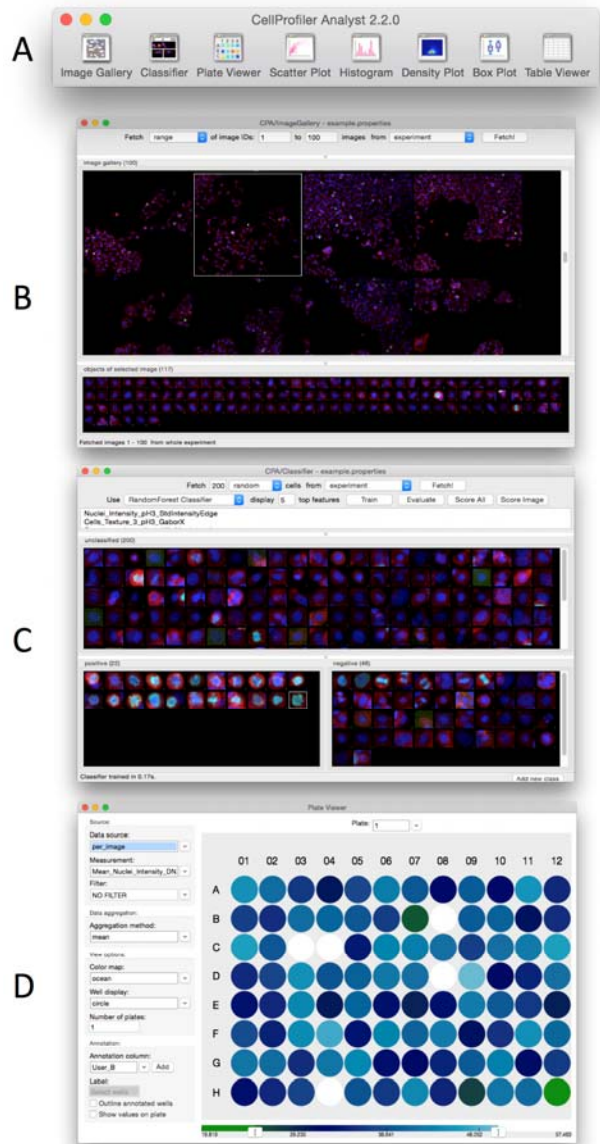 A
CellProfiler Analyst 2.2.0
Image Gallery Classifier Plate Viewer Scatter Plot Histogram Density Plot Box Plot Table Viewer
B
CPA/ImageGallery - example.properties
Fetch range of image IDs: 1 to 100 images from experiment Fetch!
image gallery (100)
objects of selected image (117)
Fetched images 1 - 100 from whole experiment
C
CPA/Classifier - example.properties
Fetch 200 random cells from experiment Fetch!
Use RandomForest Classifier display 5 top features Train Evaluate Score All Score Image
Nuclei_Intensity_pH3_StdIntensityEdge
Cells_Texture_3_pH3_GaborX
unclassified (200)
positive (22) negative (48)
Classifier trained in 0.17s.
Add new class
D
Plate Viewer
Source:
Plate: 1
Data source:
per_image
Measurement:
Mean_Nuclei_Intensity_DN
Filter:
NO FILTER
Data aggregation:
Aggregation method:
mean
View options:
Color map:
ocean
Well display:
circle
Number of plates:
1
Annotation:
Annotation column:
User_B Add
Label:
Outline annotated wells
Show values on plate
01 02 03 04 05 06 07 08 09 10 11 12
A
B
C
D
E
F
G
H